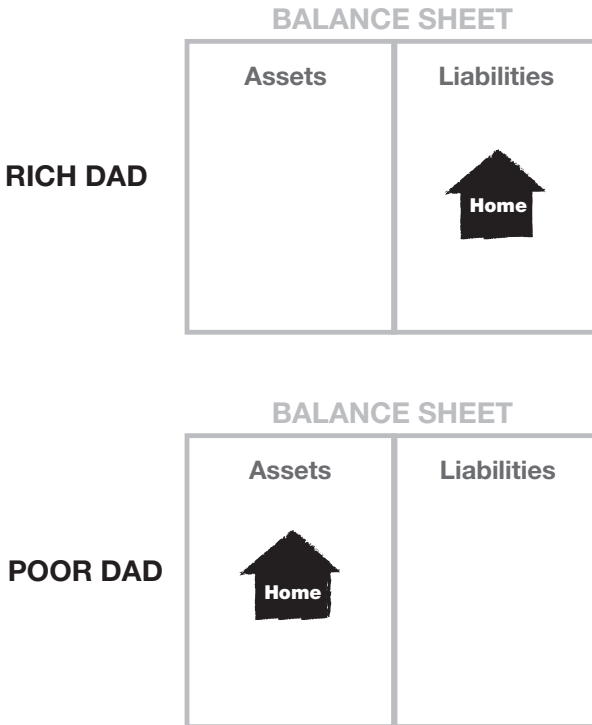 BALANCE SHEET
Assets Liabilities
RICH DAD
Home
BALANCE SHEET
Assets Liabilities
POOR DAD
Home